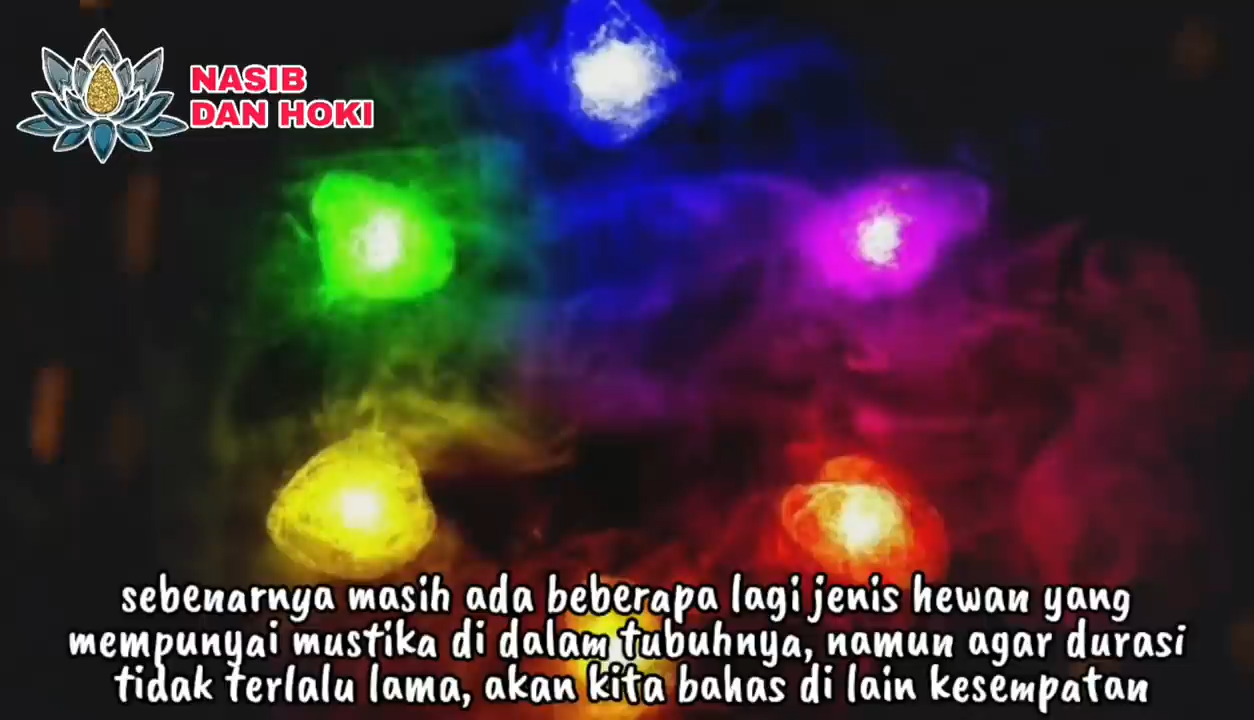 NASIB
DAN HOKI
sebenarnya masih ada beberapa lagi jenis hewan yang
mempunyai mustika di dalam tubuhnya, namun agar durasi
tidak terlalu lama, akan kita bahas di lain kesempatan